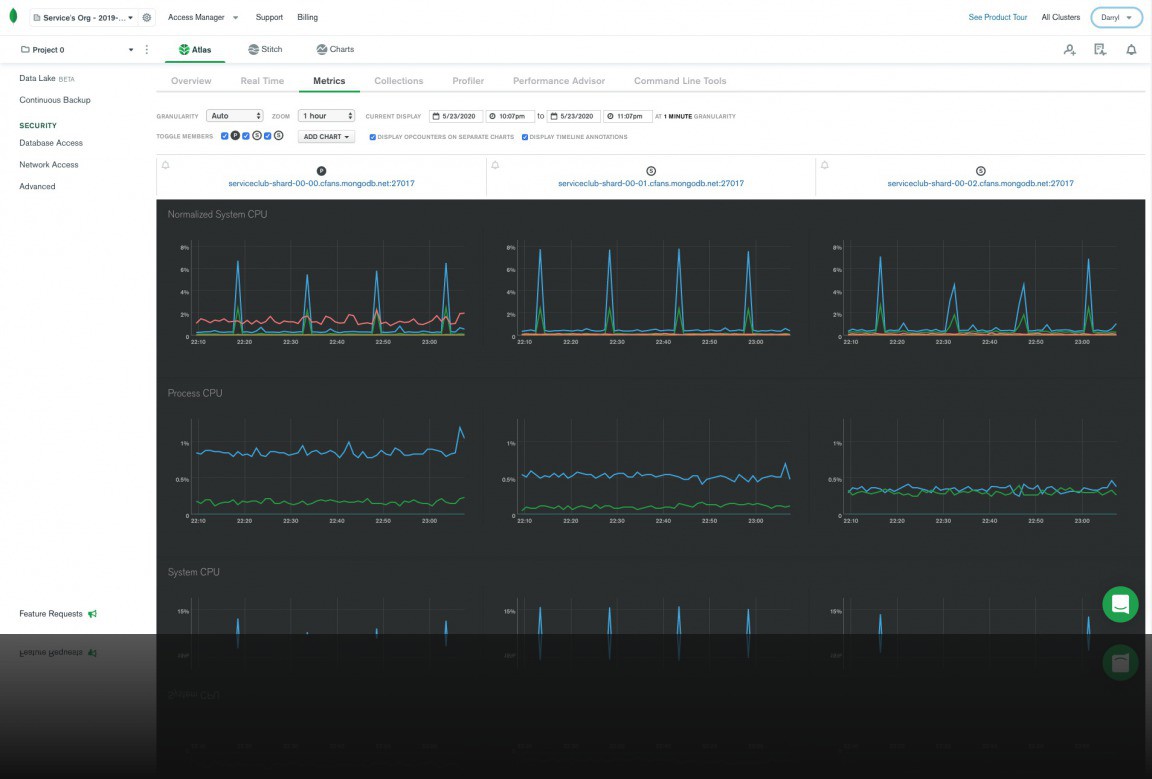 Service's Org - 2019-...
Access Manager
Support
Billing
See Product Tour
All Clusters
Darryl
Project 0
Atlas
Stitch
Charts
Data Lake BETA
Continuous Backup
SECURITY
Database Access
Network Access
Advanced
Feature Requests
Overview
Real Time
Metrics
Collections
Profiler
Performance Advisor
Command Line Tools
GRANULARITY Auto ZOOM 1 hour CURRENT DISPLAY 5/23/2020 10:07pm to 5/23/2020 11:07pm AT 1 MINUTE GRANULARITY
TOGGLE MEMBERS P S S ADD CHART DISPLAY OPCOUNTERS ON SEPARATE CHARTS DISPLAY TIMELINE ANNOTATIONS
P
serviceclub-shard-00-00.cfans.mongodb.net:27017
S
serviceclub-shard-00-01.cfans.mongodb.net:27017
S
serviceclub-shard-00-02.cfans.mongodb.net:27017
Normalized System CPU
8% 8% 8%
6% 6% 6%
4% 4% 4%
2% 2% 2%
0 0 0
22:10 22:20 22:30 22:40 22:50 23:00 22:10 22:20 22:30 22:40 22:50 23:00 22:10 22:20 22:30 22:40 22:50 23:00
Process CPU
1% 1% 1%
0.5% 0.5% 0.5%
0 0 0
22:10 22:20 22:30 22:40 22:50 23:00 22:10 22:20 22:30 22:40 22:50 23:00 22:10 22:20 22:30 22:40 22:50 23:00
System CPU
15% 15% 15%